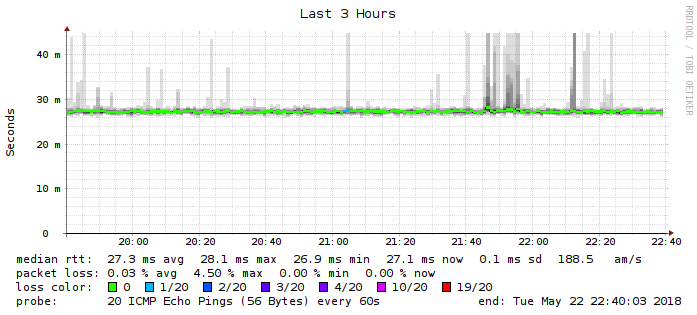 Last 3 Hours
RRDTOOL / TOBI OETIKER
Seconds
40 m
30 m
20 m
10 m
0
20:00 20:20 20:40 21:00 21:20 21:40 22:00 22:20 22:40
median rtt: 27.3 ms avg 28.1 ms max 26.9 ms min 27.1 ms now 0.1 ms sd 188.5 am/s
packet loss: 0.03 % avg 4.50 % max 0.00 % min 0.00 % now
loss color: 0 1/20 2/20 3/20 4/20 10/20 19/20
probe: 20 ICMP Echo Pings (56 Bytes) every 60s end: Tue May 22 22:40:03 2018